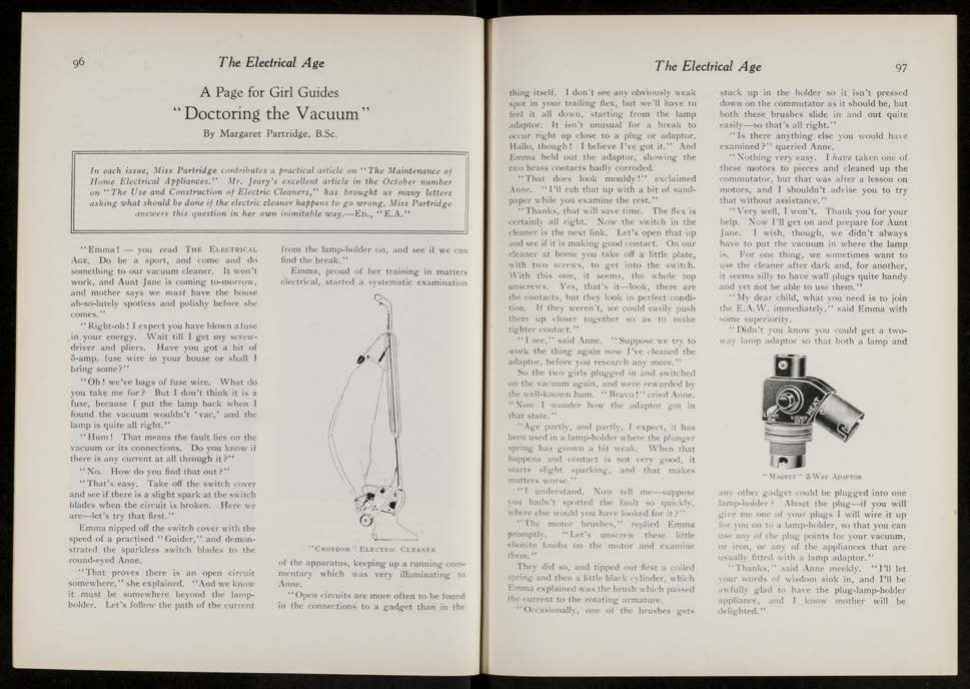 96
The Electrical Age
A Page for Girl Guides
"Doctoring the Vacuum"
By Margaret Partridge, B.Sc.
In each issue, Miss Partridge contributes a practical article on "The Maintenance of
Home Electrical Appliances." Mr. Jeary's excellent article in the October number
on "The Use and Construction of Electric Cleaners," has brought us many letters
asking what should be done if the electric cleaner happens to go wrong. Miss Partridge
answers this question in her own inimitable way.—Ed., "E.A."
"Emma! — you read THE ELECTRICAL
AGE. Do be a sport, and come and do
something to our vacuum cleaner. It won't
work, and Aunt Jane is coming to-morrow,
and mother says we must have the house
ab-so-lutely spotless and polishy before she
comes."
"Right-oh! I expect you have blown a fuse
in your energy. Wait till I get my screw-
driver and pliers. Have you got a bit of
5-amp. fuse wire in your house or shall I
bring some?"
"Oh! we've bags of fuse wire. What do
you take me for? But I don't think it is a
fuse, because I put the lamp back when I
found the vacuum wouldn't 'vac,' and the
lamp is quite all right."
"Hum! That means the fault lies on the
vacuum or its connections. Do you know if
there is any current at all through it?"
"No. How do you find that out?"
"That's easy. Take off the switch cover
and see if there is a slight spark at the switch
blades when the circuit is broken. Here we
are—let's try that first."
Emma nipped off the switch cover with the
speed of a practised "Guider," and demon-
strated the sparkless switch blades to the
round-eyed Anne.
"That proves there is an open circuit
somewhere," she explained. "And we know
it must be somewhere beyond the lamp-
holder. Let's follow the path of the current
from the lamp-holder on, and see if we can
find the break."
Emma, proud of her training in matters
electrical, started a systematic examination
"CROYDON" ELECTRIC CLEANER
of the apparatus, keeping up a running com-
mentary which was very illuminating to
Anne.
"Open circuits are more often to be found
in the connections to a gadget than in the
The Electrical Age
97
thing itself. I don't see any obviously weak
spot in your trailing flex, but we'll have to
feel it all down, starting from the lamp
adaptor. It isn't unusual for a break to
occur right up close to a plug or adaptor.
Hallo, though! I believe I've got it." And
Emma held out the adaptor, showing the
two brass contacts badly corroded.
"That does look mouldy!" exclaimed
Anne. "I'll rub that up with a bit of sand-
paper while you examine the rest."
"Thanks, that will save time. The flex is
certainly all right. Now the switch in the
cleaner is the next link. Let's open that up
and see if it is making good contact. On our
cleaner at home you take off a little plate,
with two screws, to get into the switch.
With this one, it seems, the whole top
unscrews. Yes, that's it—look, there are
the contacts, but they look in perfect condi-
tion. If they weren't, we could easily push
them up closer together so as to make
tighter contact."
"I see," said Anne. "Suppose we try to
work the thing again now I've cleaned the
adaptor, before you research any more."
So the two girls plugged in and switched
on the vacuum again, and were rewarded by
the well-known hum. "Bravo!" cried Anne.
"Now I wonder how the adaptor got in
that state."
"Age partly, and partly, I expect, it has
been used in a lamp-holder where the plunger
spring has grown a bit weak. When that
happens and contact is not very good, it
starts slight sparking, and that makes
matters worse."
"I understand. Now tell me—suppose
you hadn't spotted the fault so quickly,
where else would you have looked for it?"
"The motor brushes," replied Emma
promptly. "Let's unscrew these little
ebonite knobs on the motor and examine
them."
They did so, and tipped out first a coiled
spring and then a little black cylinder, which
Emma explained was the brush which passed
the current to the rotating armature.
"Occasionally, one of the brushes gets
stuck up in the holder so it isn't pressed
down on the commutator as it should be, but
both these brushes slide in and out quite
easily—so that's all right."
"Is there anything else you would have
examined?" queried Anne.
"Nothing very easy. I have taken one of
these motors to pieces and cleaned up the
commutator, but that was after a lesson on
motors, and I shouldn't advise you to try
that without assistance."
"Very well, I won't. Thank you for your
help. Now I'll get on and prepare for Aunt
Jane. I wish, though, we didn't always
have to put the vacuum in where the lamp
is. For one thing, we sometimes want to
use the cleaner after dark and, for another,
it seems silly to have wall plugs quite handy
and yet not be able to use them."
"My dear child, what you need is to join
the E.A.W. immediately," said Emma with
some superiority.
"Didn't you know you could get a two-
way lamp adaptor so that both a lamp and
LIGHT
HEAT
"MAGNET" 2-WAY ADAPTOR
any other gadget could be plugged into one
lamp-holder? About the plug—if you will
give me one of your plugs I will wire it up
for you on to a lamp-holder, so that you can
use any of the plug points for your vacuum,
or iron, or any of the appliances that are
usually fitted with a lamp adaptor."
"Thanks," said Anne meekly. "I'll let
your words of wisdom sink in, and I'll be
awfully glad to have the plug-lamp-holder
appliance, and I know mother will be
delighted."